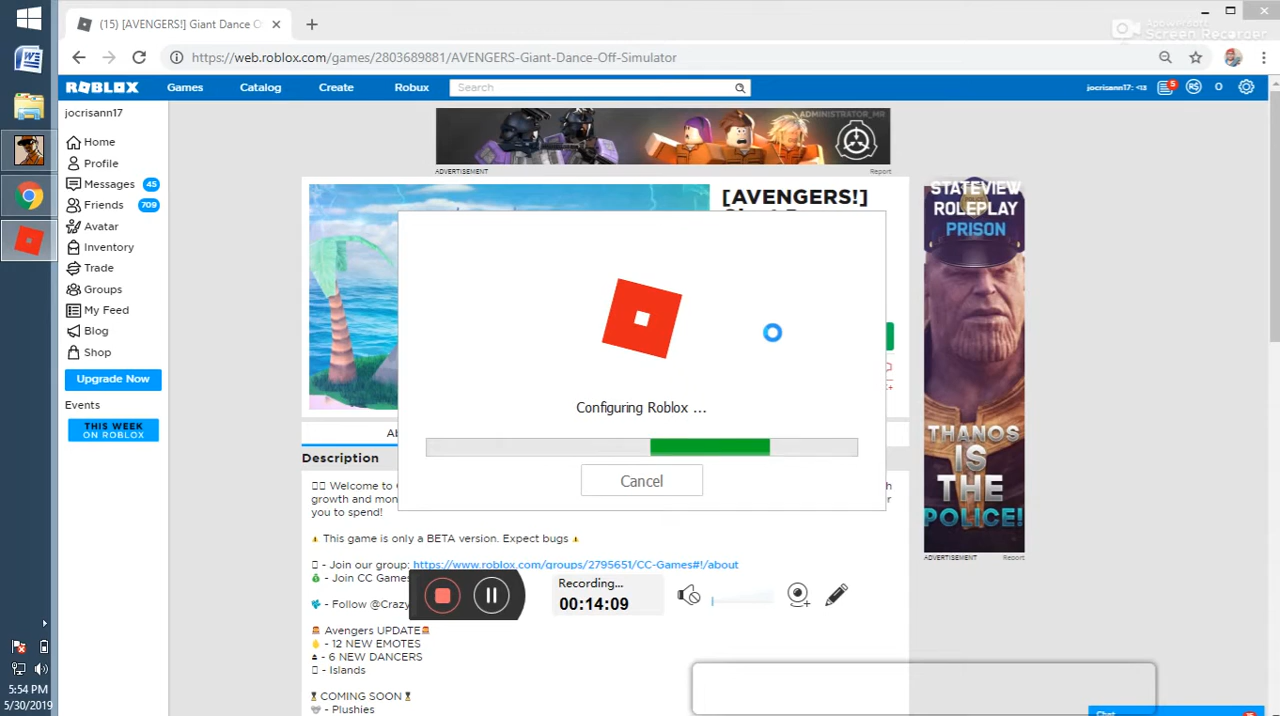 (15) [AVENGERS!] Giant Dance O
Apowersoft
Screen Recorder
https://web.roblox.com/games/2803689881/AVENGERS-Giant-Dance-Off-Simulator
ROBLOX
Games
Catalog
Create
Robux
Search
jocrisann17: <13
5
0
jocrisann17
Home
Profile
Messages 45
Friends 709
Avatar
Inventory
Trade
Groups
My Feed
Blog
Shop
Upgrade Now
Events
THIS WEEK
ON ROBLOX
ADMINISTRATOR_MR
ADVERTISEMENT
Report
[AVENGERS!]
Configuring Roblox ...
Cancel
Description
Welcome to
growth and mon
you to spend!
This game is only a BETA version. Expect bugs
- Join our group: https://www.roblox.com/groups/2795651/CC-Games#!/about
- Join CC Game
- Follow @Crazy
Avengers UPDATE
- 12 NEW EMOTES
- 6 NEW DANCERS
- Islands
COMING SOON
- Plushies
Recording...
00:14:09
STATEVIEW
ROLEPLAY
PRISON
THANOS
IS
THE
POLICE!
ADVERTISEMENT
Report
Chat
5:54 PM
5/30/2019